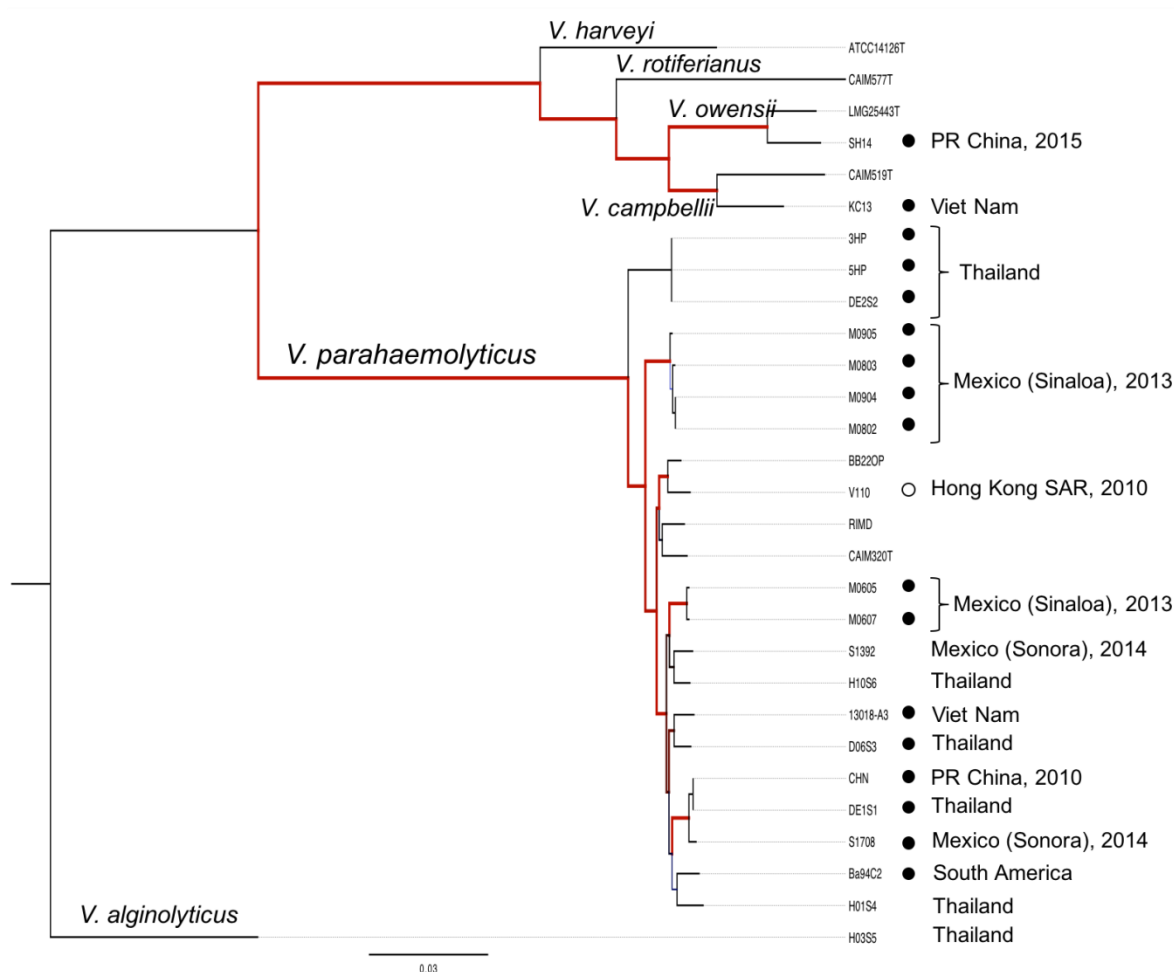 V. harveyi
ATCC14126T
V. rotiferianus
CAIM577T
V. owensii
LMG25443T
SH14 PR China, 2015
CAIM519T
V. campbellii
KC13 Viet Nam
3HP
5HP
Thailand
DE2S2
M0905
V. parahaemolyticus
M0803
Mexico (Sinaloa), 2013
M0904
M0802
BB22OP
V110 Hong Kong SAR, 2010
RIMD
CAIM320T
M0605
Mexico (Sinaloa), 2013
M0607
S1392 Mexico (Sonora), 2014
H10S6 Thailand
13018-A3 Viet Nam
D06S3 Thailand
CHN PR China, 2010
DE1S1 Thailand
S1708 Mexico (Sonora), 2014
Ba94C2 South America
H01S4 Thailand
V. alginolyticus
H03S5 Thailand
0.03